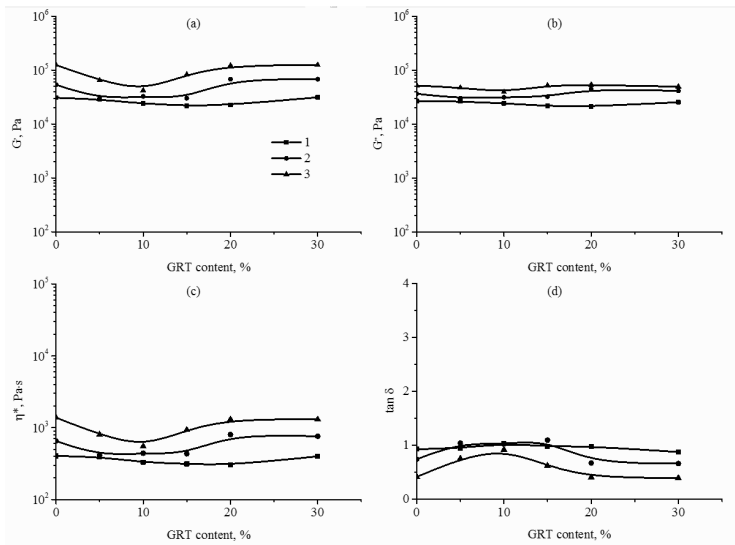 (a)
10⁶
10⁵
10⁴
10³
10²
G', Pa
0 10 20 30
GRT content, %
1
2
3
(b)
10⁶
10⁵
10⁴
10³
10²
G'', Pa
0 10 20 30
GRT content, %
(c)
10⁵
10⁴
10³
10²
η*, Pa·s
0 10 20 30
GRT content, %
(d)
4
3
2
1
0
tan δ
0 10 20 30
GRT content, %